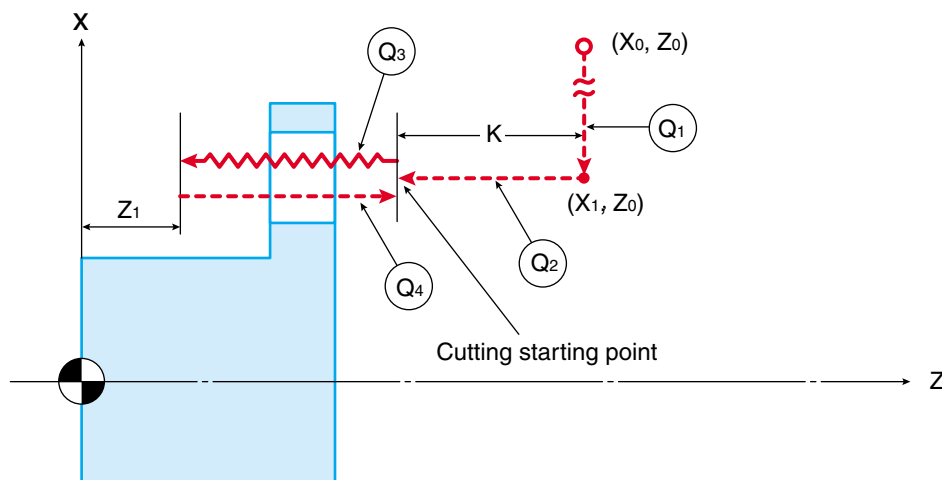 X
Q3
(X0, Z0)
K
Q1
Z1
(X1, Z0)
Q2
Q4
Cutting starting point
Z